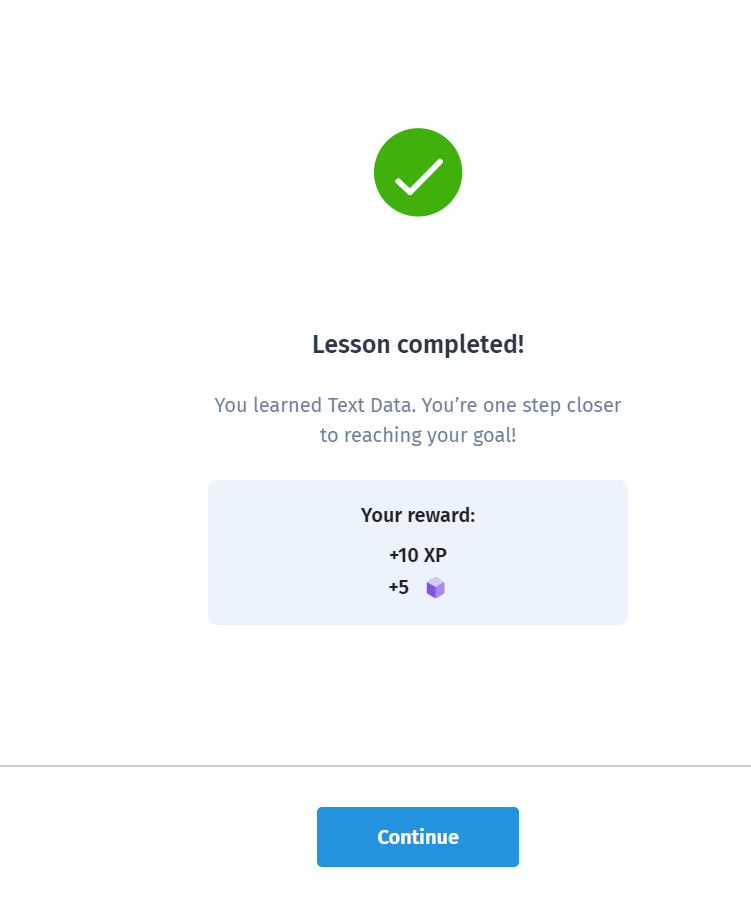 Lesson completed!
You learned Text Data. You’re one step closer
to reaching your goal!
Your reward:
+10 XP
+5
Continue